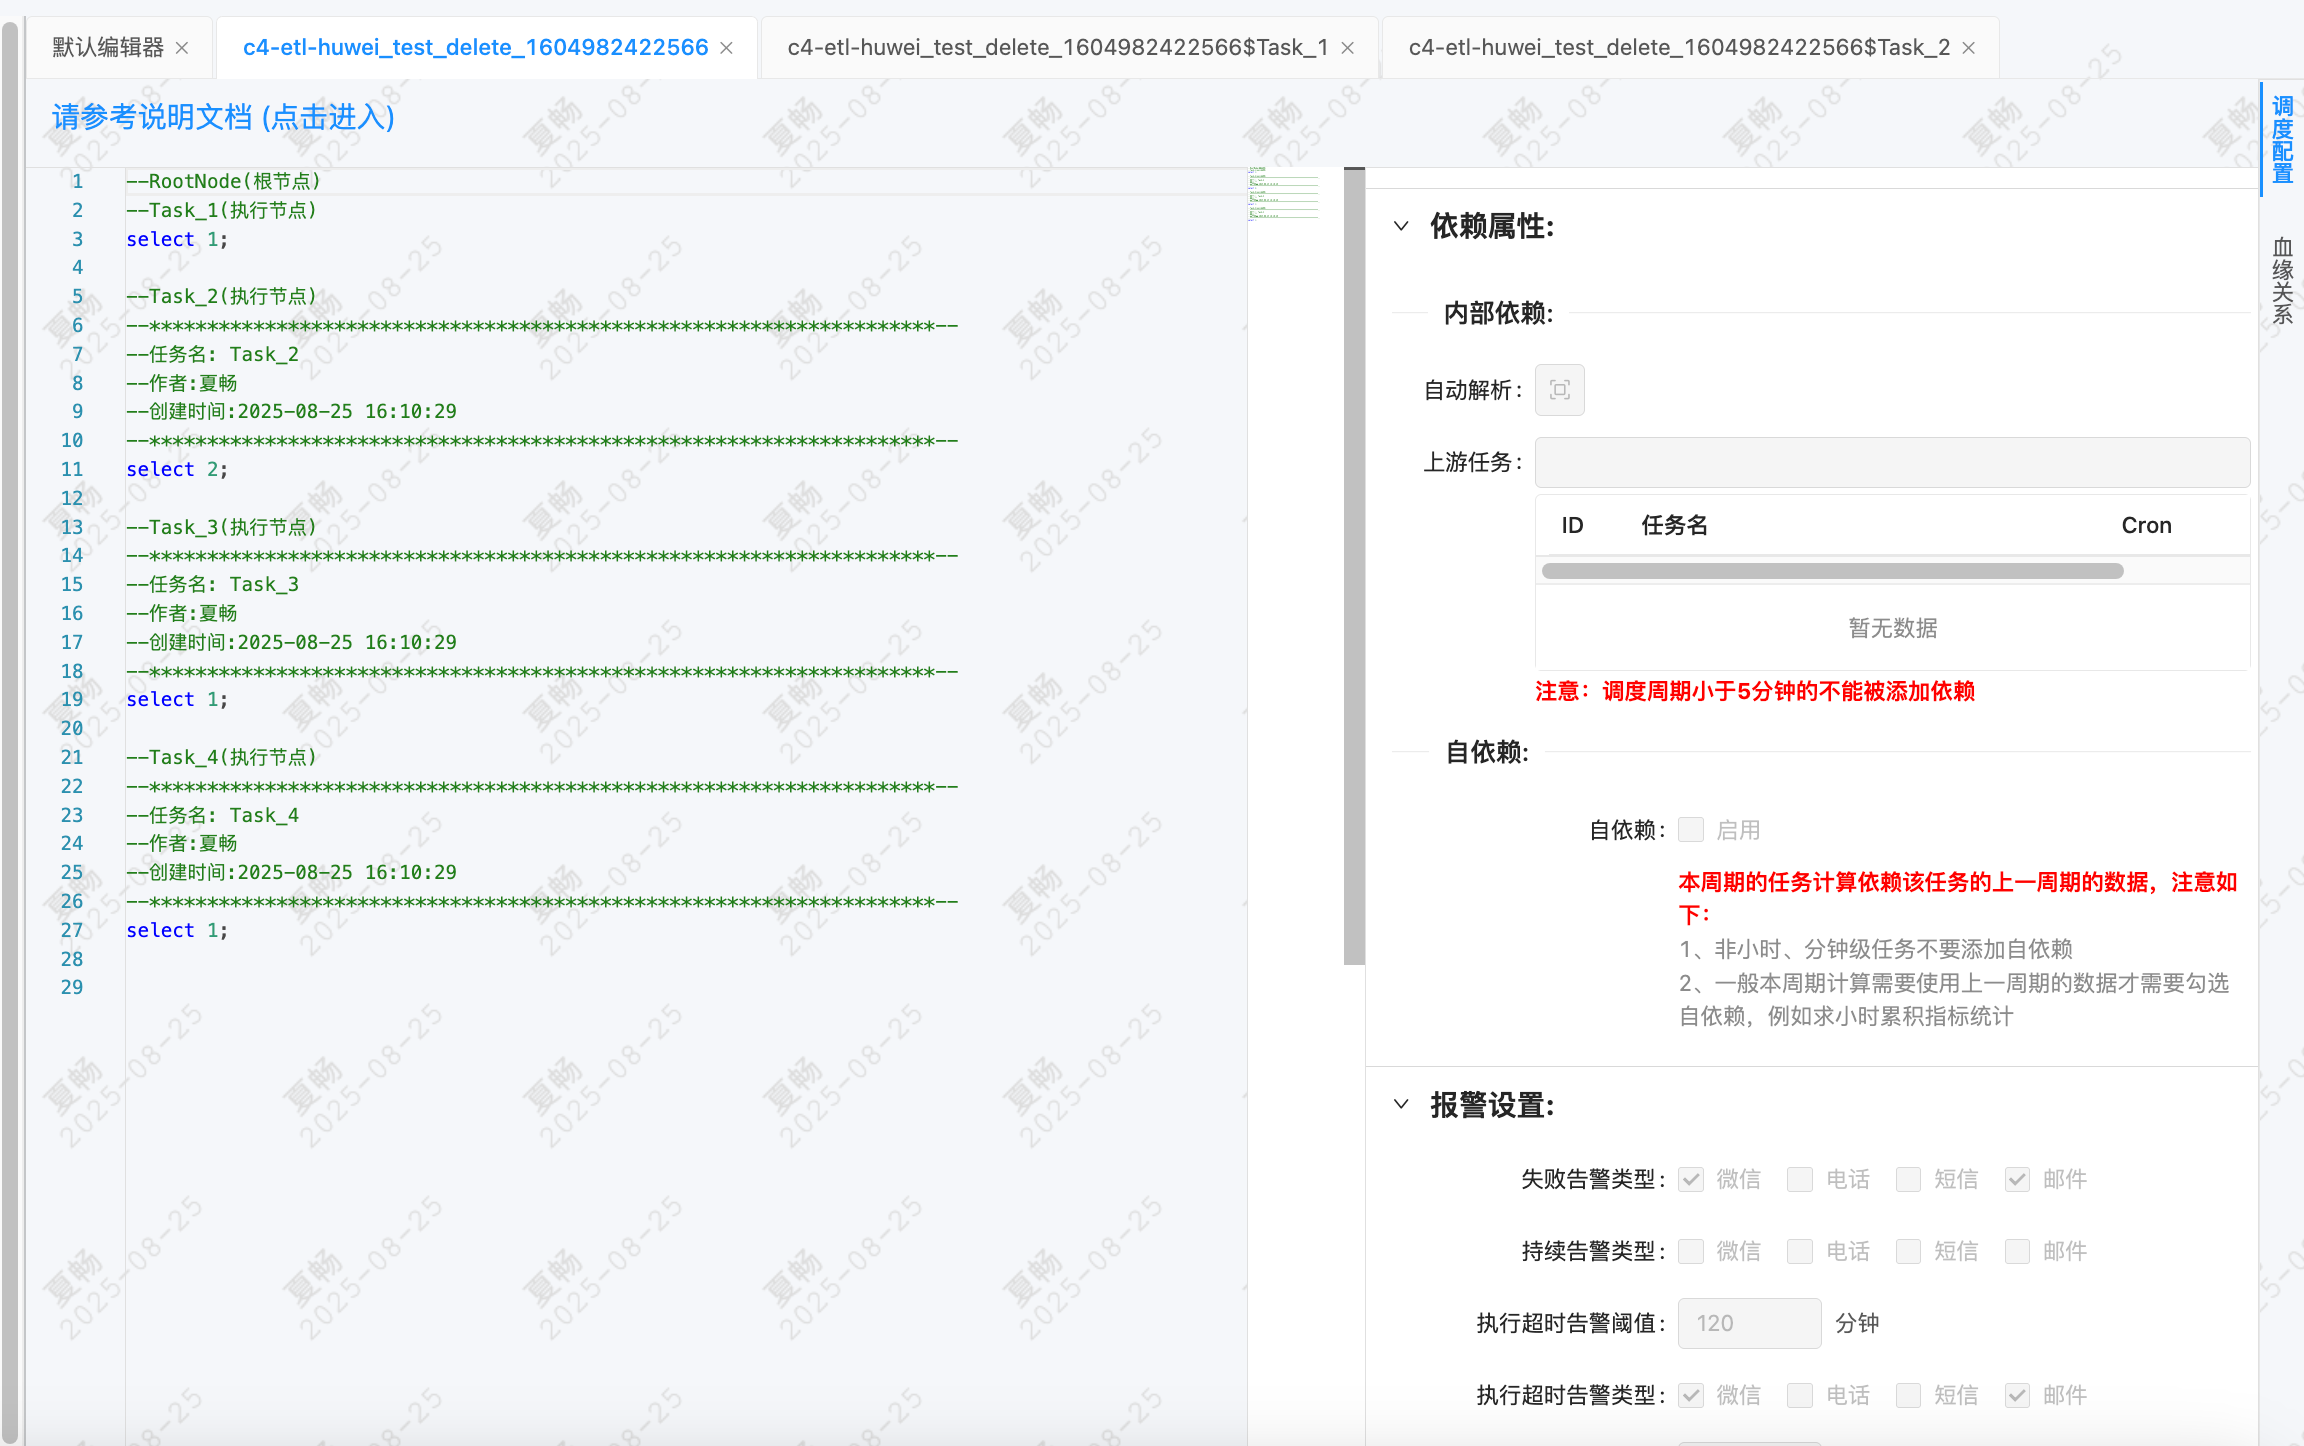 默认编辑器
c4-etl-huwei_test_delete_1604982422566
c4-etl-huwei_test_delete_1604982422566$Task_1
c4-etl-huwei_test_delete_1604982422566$Task_2
请参考说明文档 (点击进入)
1 --RootNode(根节点)
2 --Task_1(执行节点)
3 select 1;
4
5 --Task_2(执行节点)
6 --********************************************************************--
7 --任务名: Task_2
8 --作者:夏畅
9 --创建时间:2025-08-25 16:10:29
10 --********************************************************************--
11 select 2;
12
13 --Task_3(执行节点)
14 --********************************************************************--
15 --任务名: Task_3
16 --作者:夏畅
17 --创建时间:2025-08-25 16:10:29
18 --********************************************************************--
19 select 1;
20
21 --Task_4(执行节点)
22 --********************************************************************--
23 --任务名: Task_4
24 --作者:夏畅
25 --创建时间:2025-08-25 16:10:29
26 --********************************************************************--
27 select 1;
28
29
依赖属性:
内部依赖:
自动解析:
上游任务:
ID 任务名 Cron
暂无数据
注意：调度周期小于5分钟的不能被添加依赖
自依赖:
自依赖: 启用
本周期的任务计算依赖该任务的上一周期的数据，注意如
下：
1、非小时、分钟级任务不要添加自依赖
2、一般本周期计算需要使用上一周期的数据才需要勾选
自依赖，例如求小时累积指标统计
报警设置:
失败告警类型: 微信 电话 短信 邮件
持续告警类型: 微信 电话 短信 邮件
执行超时告警阈值: 120 分钟
执行超时告警类型: 微信 电话 短信 邮件
调度配置
血缘关系
夏畅
2025-08-25